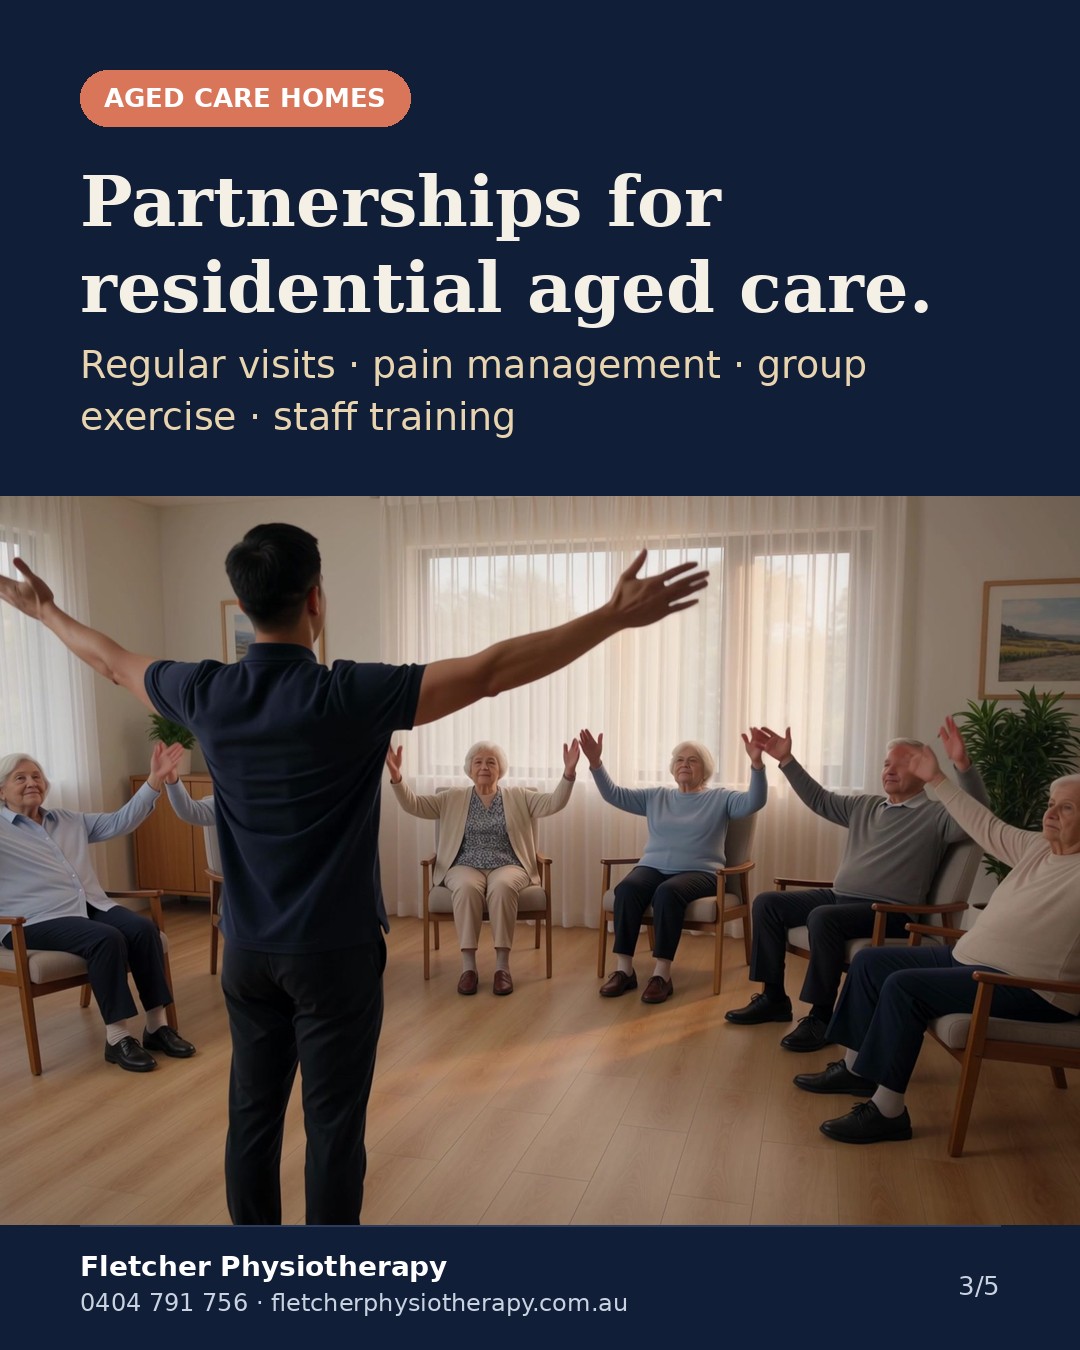 AGED CARE HOMES
Partnerships for
residential aged care.
Regular visits · pain management · group
exercise · staff training
Fletcher Physiotherapy
0404 791 756 · fletcherphysiotherapy.com.au
3/5